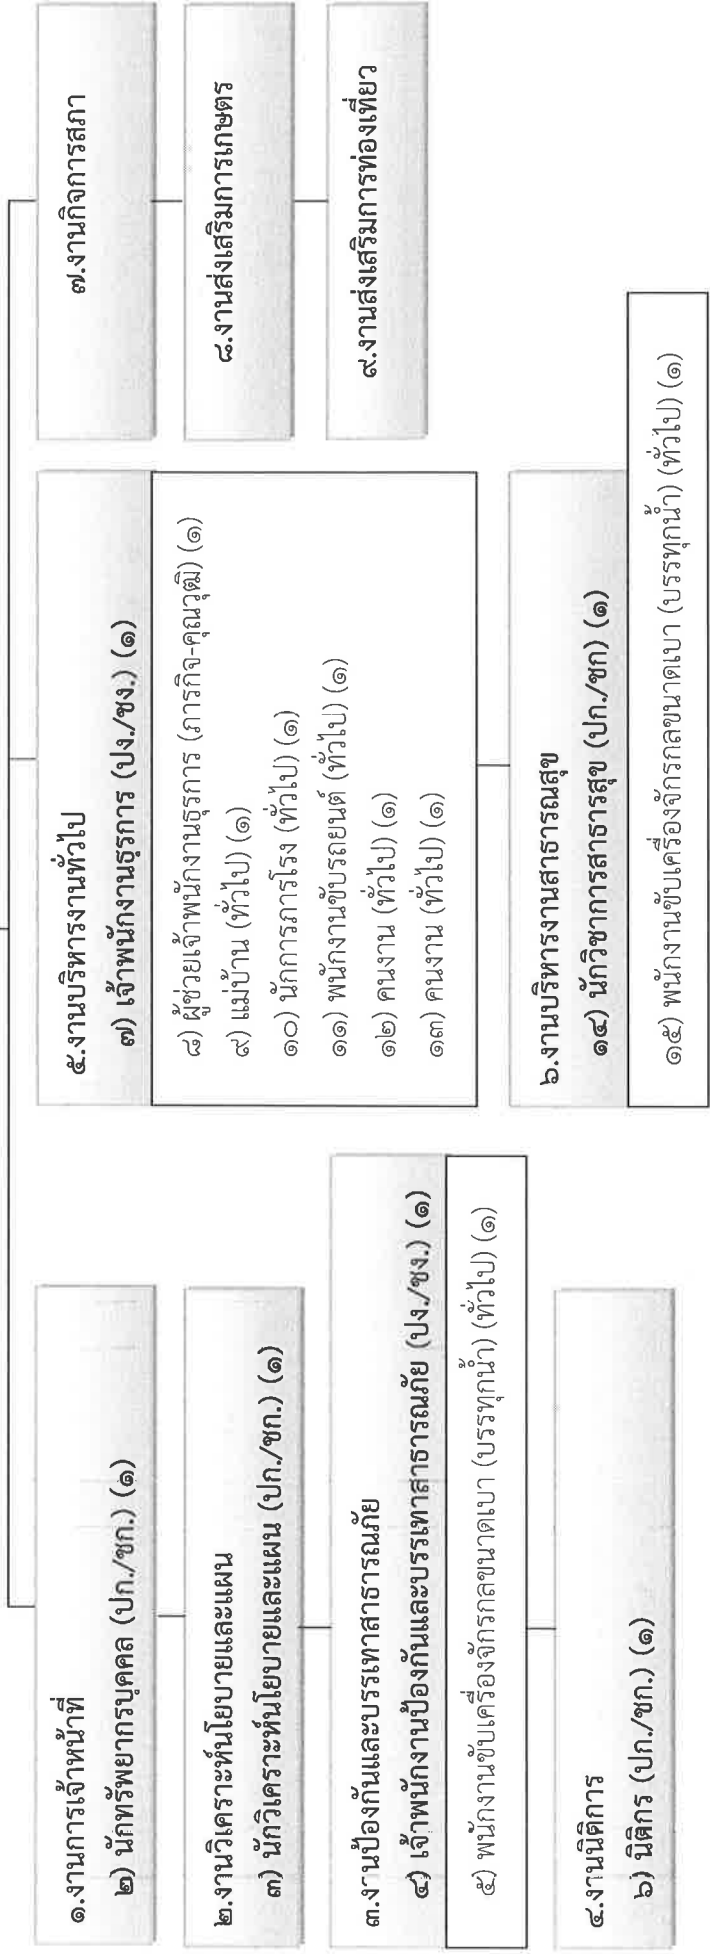 ๑.งานการเจ้าหน้าที่
๒) นักทรัพยากรบุคคล (ปก./ชก.) (๑)
๒.งานวิเคราะห์นโยบายและแผน
๓) นักวิเคราะห์นโยบายและแผน (ปก./ชก.) (๑)
๓.งานป้องกันและบรรเทาสาธารณภัย
๔) เจ้าพนักงานป้องกันและบรรเทาสาธารณภัย (ปง./ชง.) (๑)
๕) พนักงานขับเครื่องจักรกลขนาดเบา (บรรทุกน้ำ) (ทั่วไป) (๑)
๔.งานนิติการ
๖) นิติกร (ปก./ชก.) (๑)
๕.งานบริหารงานทั่วไป
๗) เจ้าพนักงานธุรการ (ปง./ชง.) (๑)
๘) ผู้ช่วยเจ้าพนักงานธุรการ (ภารกิจ-คุณวุฒิ) (๑)
๙) แม่บ้าน (ทั่วไป) (๑)
๑๐) นักการภารโรง (ทั่วไป) (๑)
๑๑) พนักงานขับรถยนต์ (ทั่วไป) (๑)
๑๒) คนงาน (ทั่วไป) (๑)
๑๓) คนงาน (ทั่วไป) (๑)
๖.งานบริหารงานสาธารณสุข
๑๔) นักวิชาการสาธารสุข (ปก./ชก) (๑)
๑๕) พนักงานขับเครื่องจักรกลขนาดเบา (บรรทุกน้ำ) (ทั่วไป) (๑)
๗.งานกิจการสภา
๘.งานส่งเสริมการเกษตร
๙.งานส่งเสริมการท่องเที่ยว